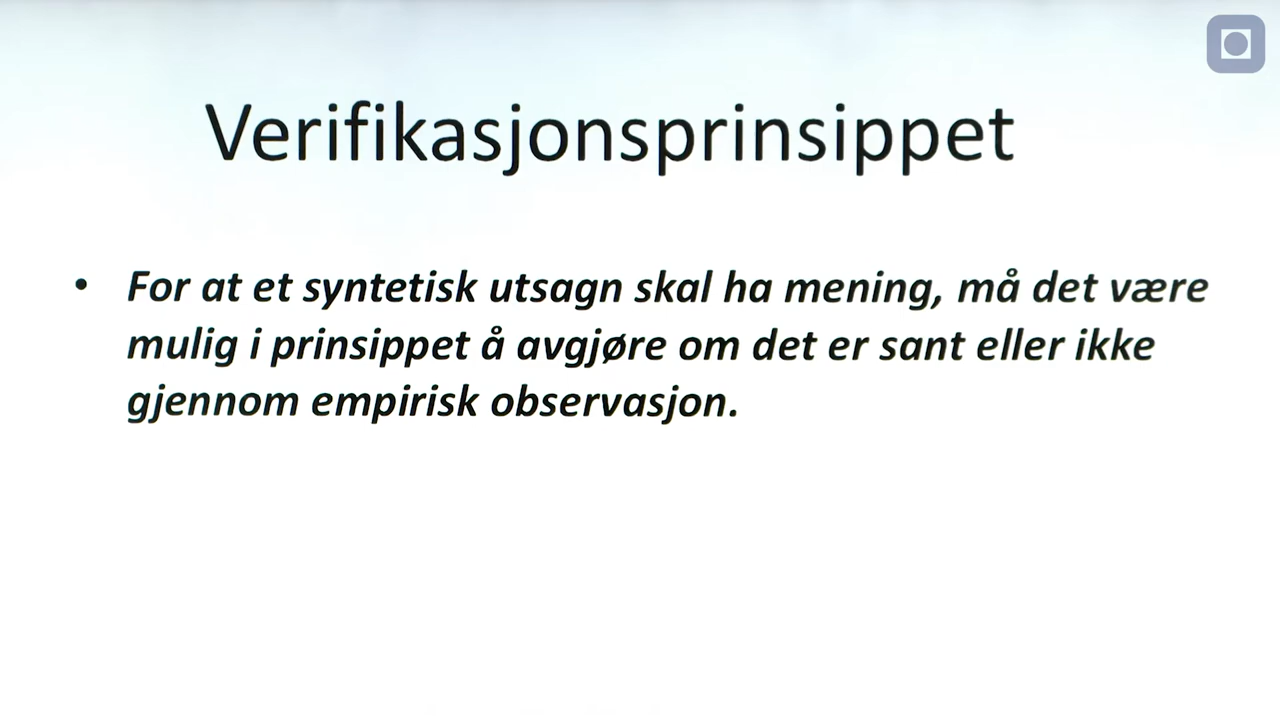 Verifikasjonsprinsippet
• For at et syntetisk utsagn skal ha mening, må det være
mulig i prinsippet å avgjøre om det er sant eller ikke
gjennom empirisk observasjon.